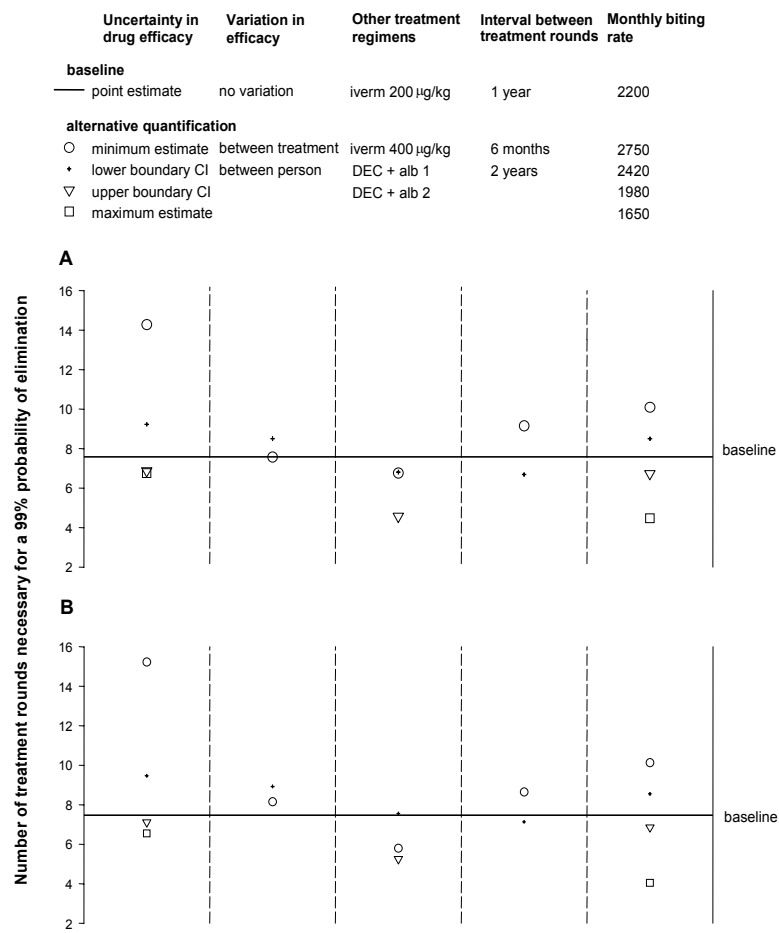 Uncertainty in drug efficacy Variation in efficacy Other treatment regimens Interval between treatment rounds Monthly biting rate
baseline
point estimate no variation iverm 200 µg/kg 1 year 2200
alternative quantification
minimum estimate between treatment iverm 400 µg/kg 6 months 2750
lower boundary CI between person DEC + alb 1 2 years 2420
upper boundary CI DEC + alb 2 1980
maximum estimate 1650
Number of treatment rounds necessary for a 99% probability of elimination
A
16
14
12
10
8
6
4
2
baseline
B
16
14
12
10
8
6
4
2
baseline